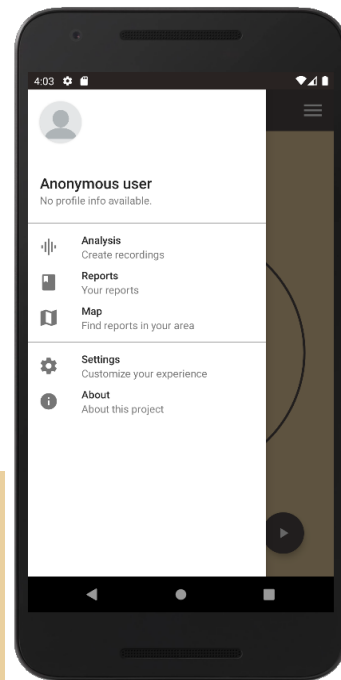 4:03
Anonymous user
No profile info available.
Analysis
Create recordings
Reports
Your reports
Map
Find reports in your area
Settings
Customize your experience
About
About this project